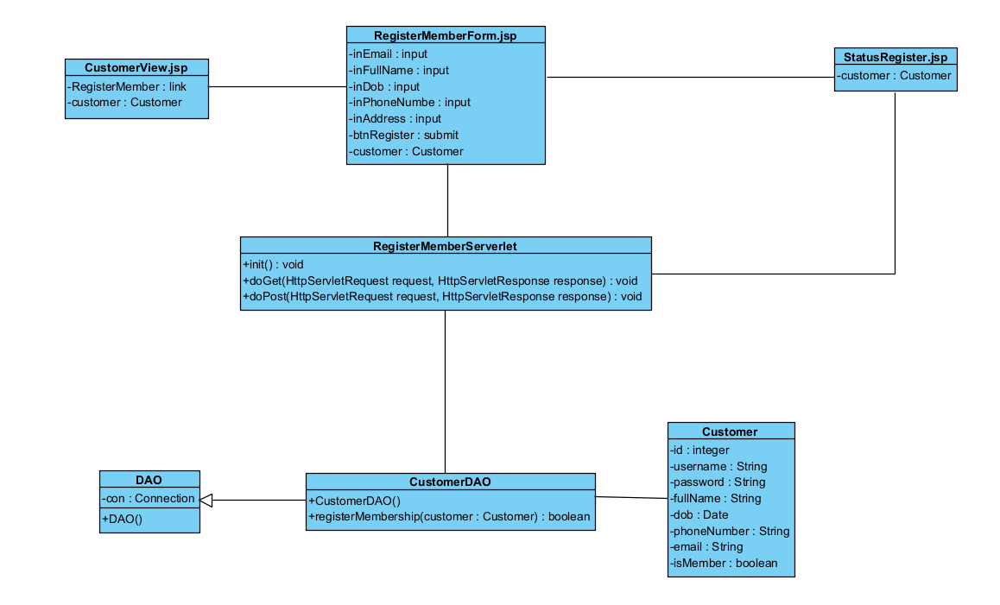 RegisterMemberForm.jsp
-inEmail : input
-inFullName : input
-inDob : input
-inPhoneNumbe : input
-inAddress : input
-btnRegister : submit
-customer : Customer
CustomerView.jsp
-RegisterMember : link
-customer : Customer
StatusRegister.jsp
-customer : Customer
RegisterMemberServerlet
+init() : void
+doGet(HttpServletRequest request, HttpServletResponse response) : void
+doPost(HttpServletRequest request, HttpServletResponse response) : void
DAO
-con : Connection
+DAO()
CustomerDAO
+CustomerDAO()
+registerMembership(customer : Customer) : boolean
Customer
-id : integer
-username : String
-password : String
-fullName : String
-dob : Date
-phoneNumber : String
-email : String
-isMember : boolean